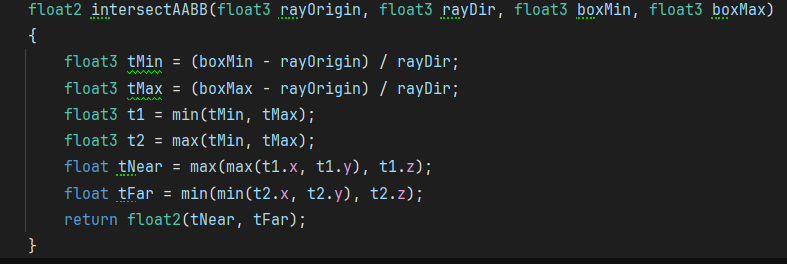 float2 intersectAABB(float3 rayOrigin, float3 rayDir, float3 boxMin, float3 boxMax)
{
float3 tMin = (boxMin - rayOrigin) / rayDir;
float3 tMax = (boxMax - rayOrigin) / rayDir;
float3 t1 = min(tMin, tMax);
float3 t2 = max(tMin, tMax);
float tNear = max(max(t1.x, t1.y), t1.z);
float tFar = min(min(t2.x, t2.y), t2.z);
return float2(tNear, tFar);
}